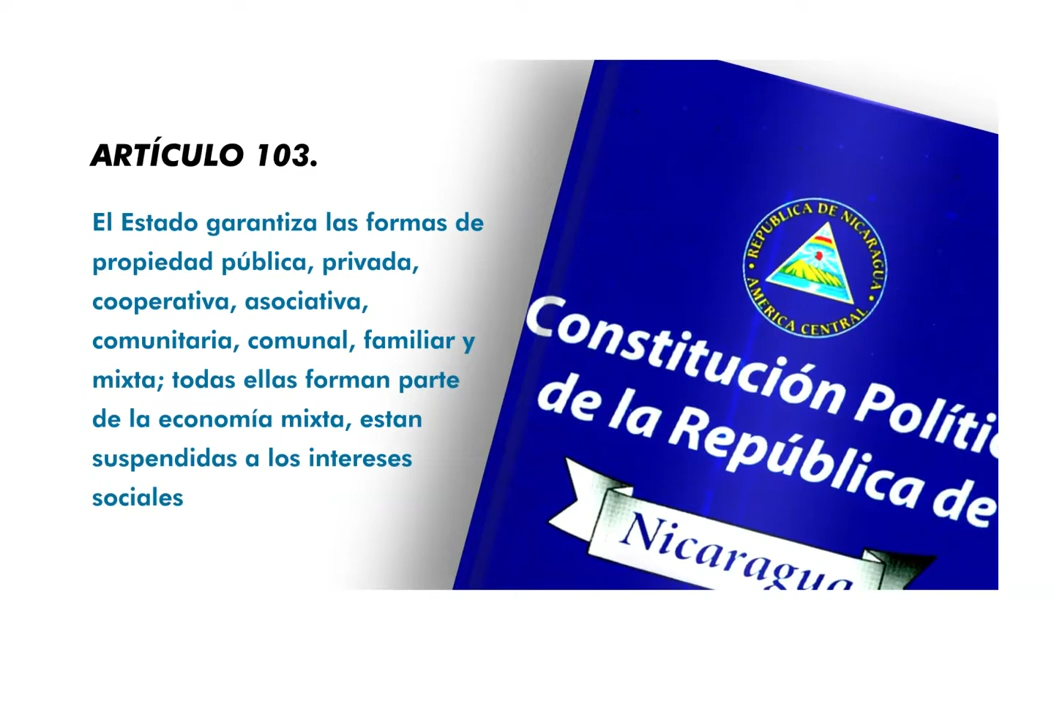 ARTÍCULO 103.
El Estado garantiza las formas de
propiedad pública, privada,
cooperativa, asociativa,
comunitaria, comunal, familiar y
mixta; todas ellas forman parte
de la economía mixta, estan
suspendidas a los intereses
sociales
REPÚBLICA DE NICARAGUA
AMÉRICA CENTRAL
Constitución Polític
de la República de
Nicaragua